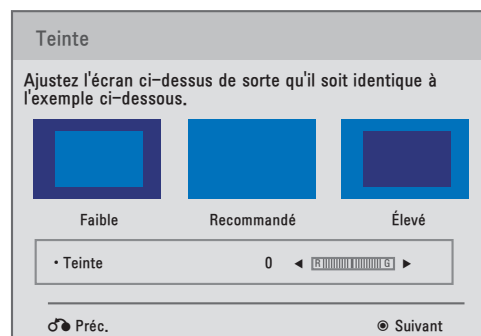 Teinte
Ajustez l'écran ci-dessus de sorte qu'il soit identique à
l'exemple ci-dessous.
Faible Recommandé Élevé
• Teinte 0 ◀ R G ▶
Préc. ◉ Suivant